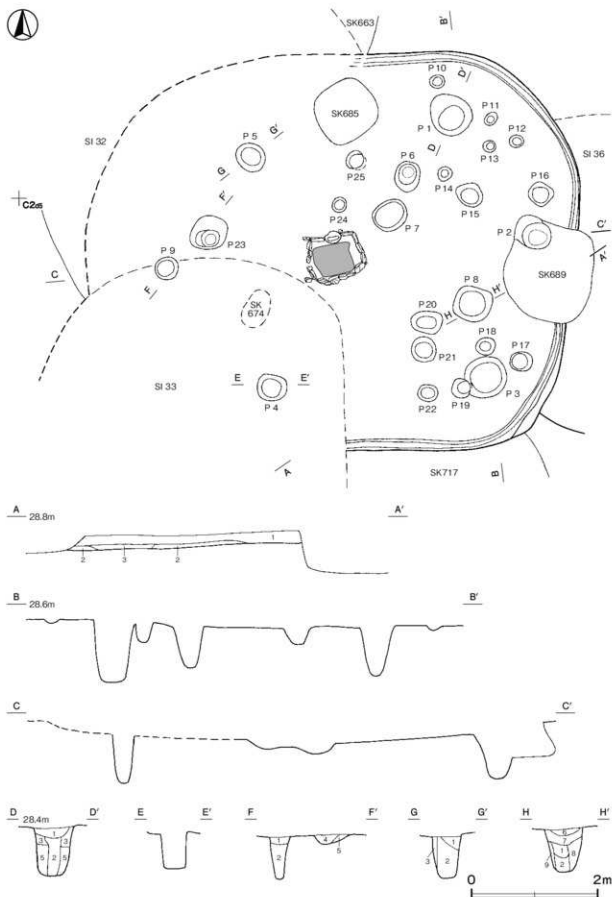 SK663
B′
P10
D′
SK685
P1
P11
P12
SI 32
P5
G′
P13
SI 36
D
P6
P25
G
P14
P16
P15
F′
C2d5
P24
P7
P2
C′
P23
A′
P9
C
F
SK689
P8
H′
SK
674
P20
H
P18
P21
P17
SI 33
E
E′
P4
P22
P19
P3
A
SK717
B
A
28.8m
A′
1
2
3
2
B
28.6m
B′
C
C′
D
28.4m
D′
E
E′
F
F′
G
G′
H
H′
1
3
3
5
2
5
1
2
4
5
1
3
2
6
7
1
9
8
2
0
2m